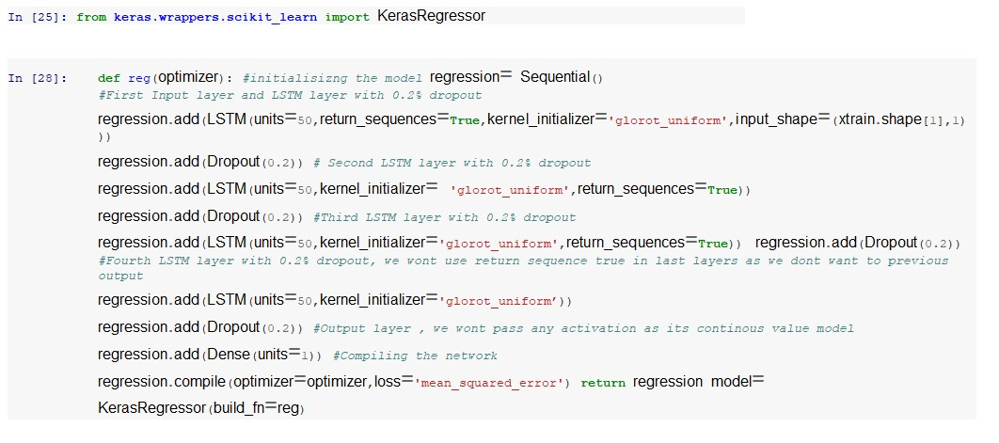 In [25]: from keras.wrappers.scikit_learn import KerasRegressor
In [28]: def reg(optimizer): #initialisizng the model regression= Sequential()
#First Input layer and LSTM layer with 0.2% dropout
regression.add(LSTM(units=50,return_sequences=True,kernel_initializer='glorot_uniform',input_shape=(xtrain.shape[1],1)
))
regression.add(Dropout(0.2)) # Second LSTM layer with 0.2% dropout
regression.add(LSTM(units=50,kernel_initializer= 'glorot_uniform',return_sequences=True))
regression.add(Dropout(0.2)) #Third LSTM layer with 0.2% dropout
regression.add(LSTM(units=50,kernel_initializer='glorot_uniform',return_sequences=True)) regression.add(Dropout(0.2))
#Fourth LSTM layer with 0.2% dropout, we wont use return sequence true in last layers as we dont want to previous
output
regression.add(LSTM(units=50,kernel_initializer='glorot_uniform’))
regression.add(Dropout(0.2)) #Output layer , we wont pass any activation as its continous value model
regression.add(Dense(units=1)) #Compiling the network
regression.compile(optimizer=optimizer,loss='mean_squared_error') return regression model=
KerasRegressor(build_fn=reg)